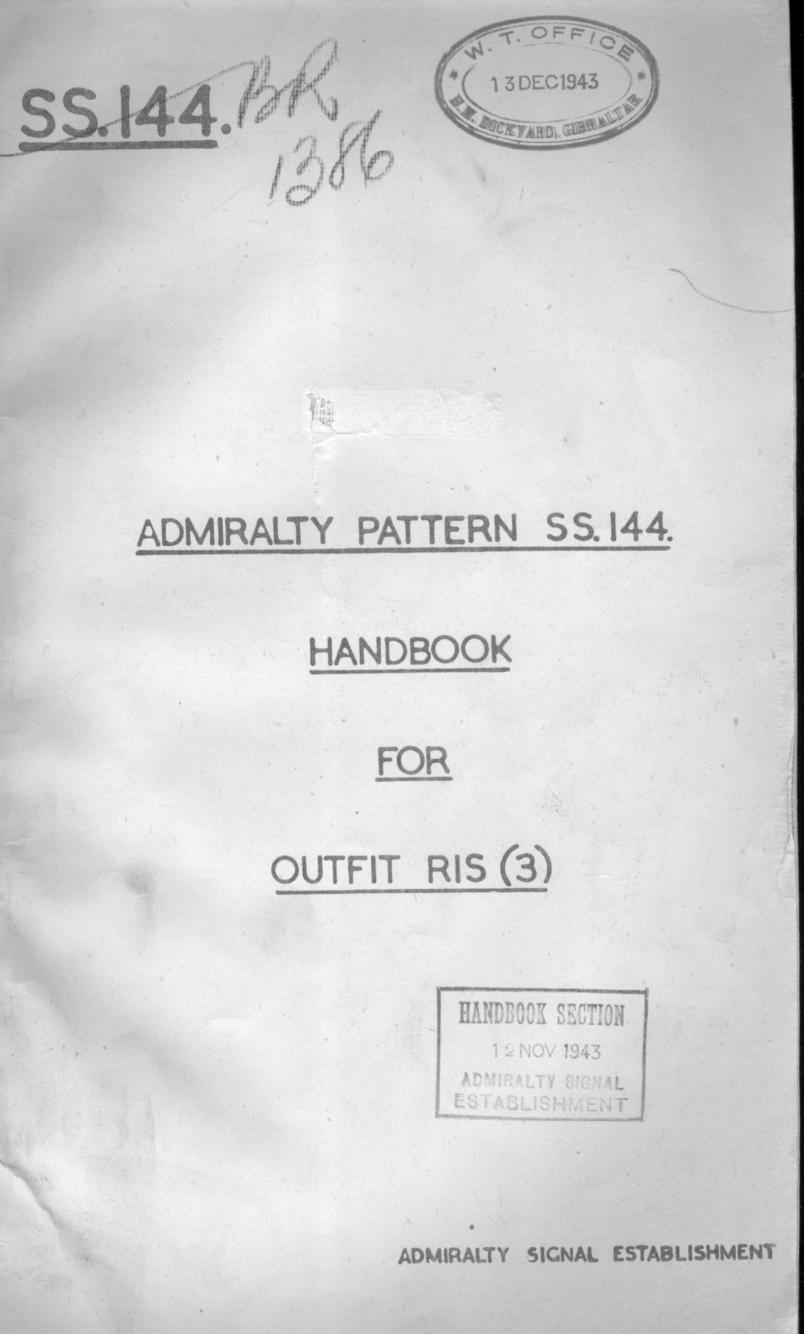 SS.144.
BR
1386
W. T. OFFICE
13 DEC 1943
H.M. DOCKYARD, GIBRALTAR
ADMIRALTY PATTERN SS.144.
HANDBOOK
FOR
OUTFIT RIS (3)
HANDBOOK SECTION
12 NOV 1943
ADMIRALTY SIGNAL
ESTABLISHMENT
ADMIRALTY SIGNAL ESTABLISHMENT